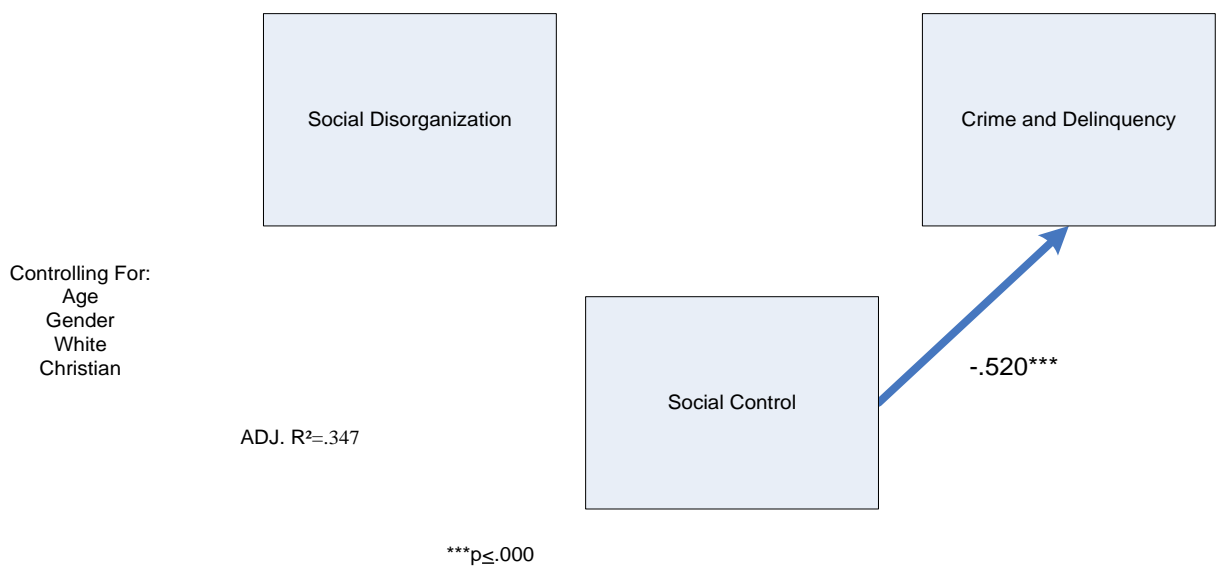 Social Disorganization
Crime and Delinquency
Controlling For:
Age
Gender
White
Christian
Social Control
-.520***
ADJ. R²=.347
***p≤.000